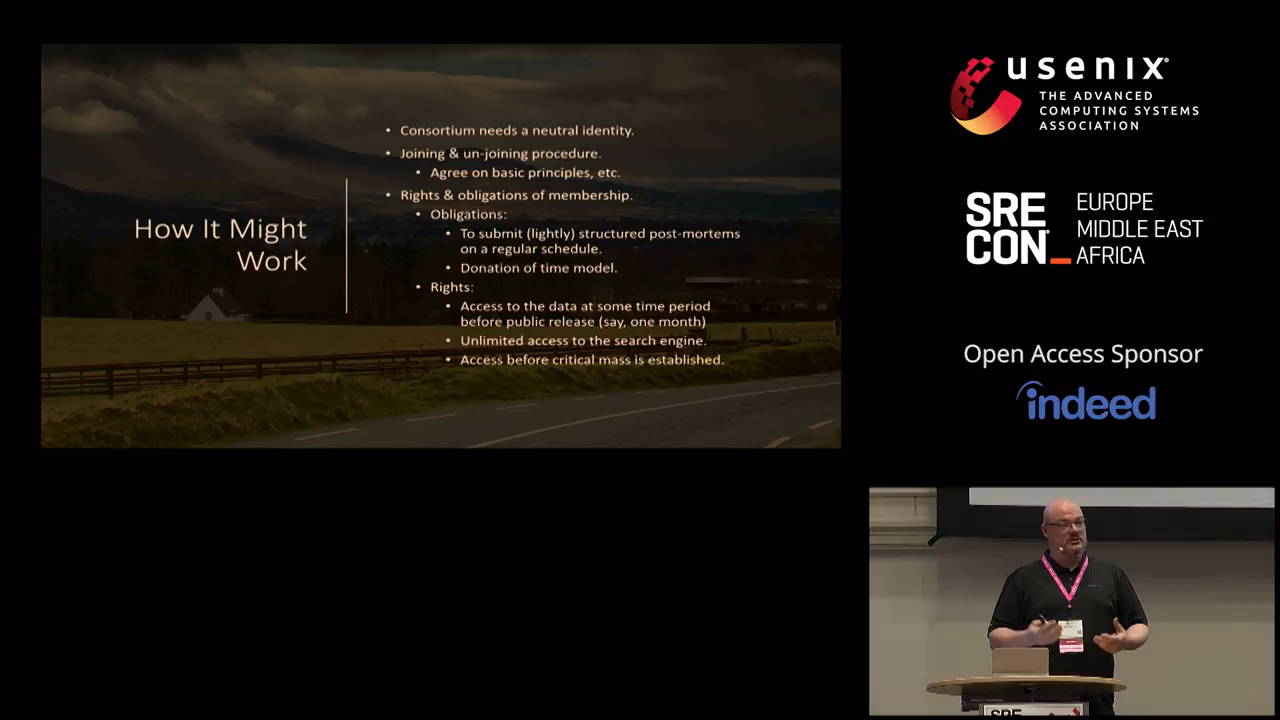 How It Might
Work
• Consortium needs a neutral identity.
• Joining & un-joining procedure.
• Agree on basic principles, etc.
• Rights & obligations of membership.
• Obligations:
• To submit (lightly) structured post-mortems
on a regular schedule.
• Donation of time model.
• Rights:
• Access to the data at some time period
before public release (say, one month)
• Unlimited access to the search engine.
• Access before critical mass is established.
usenix®
THE ADVANCED
COMPUTING SYSTEMS
ASSOCIATION
SRE
CON
EUROPE
MIDDLE EAST
AFRICA
Open Access Sponsor
indeed
SRE